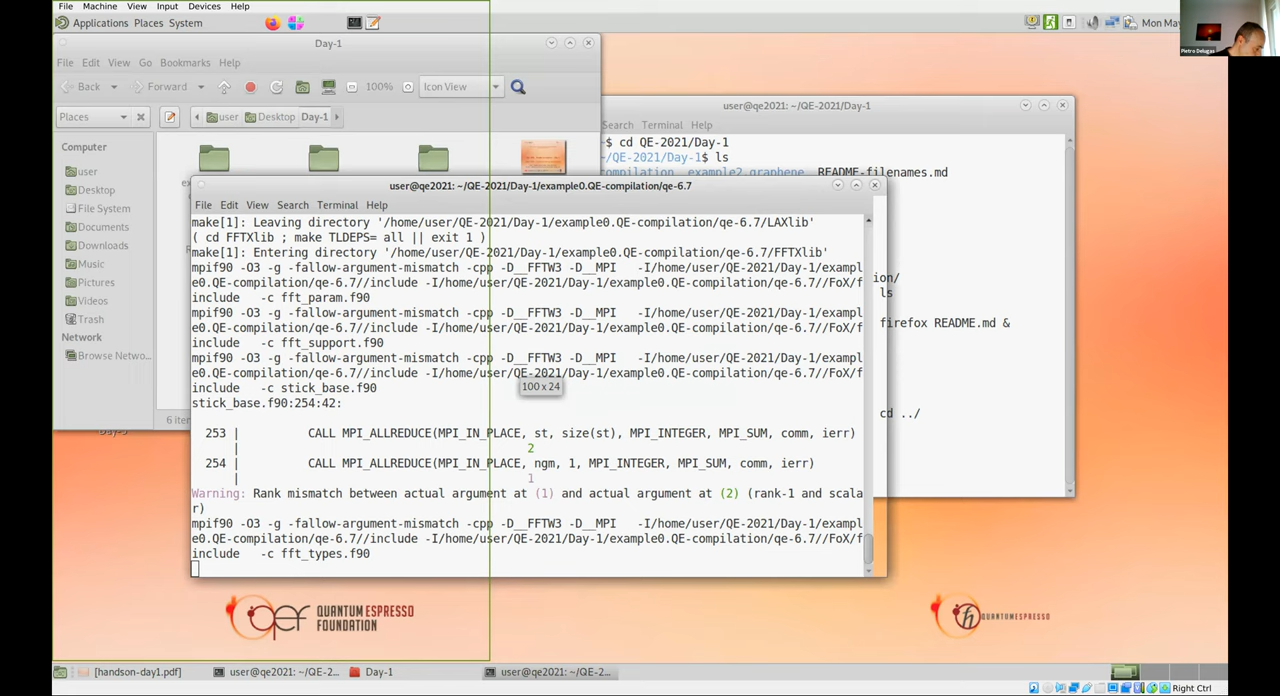 File Machine View Input Devices Help
Applications Places System
Mon May
Pietro Delugas
Day-1
File Edit View Go Bookmarks Help
Back Forward 100% Icon View
Places user Desktop Day-1
Computer
user
Desktop
File System
Documents
Downloads
Music
Pictures
Videos
Trash
Network
Browse Netwo...
6 iter
user@qe2021: ~/QE-2021/Day-1
Search Terminal Help
~$ cd QE-2021/Day-1
~/QE-2021/Day-1$ ls
compilation example2.graphene README-filenames.md
ion/
ls
firefox README.md &
cd ../
user@qe2021: ~/QE-2021/Day-1/example0.QE-compilation/qe-6.7
File Edit View Search Terminal Help
make[1]: Leaving directory '/home/user/QE-2021/Day-1/example0.QE-compilation/qe-6.7/LAXlib'
( cd FFTXlib ; make TLDEPS= all || exit 1 )
make[1]: Entering directory '/home/user/QE-2021/Day-1/example0.QE-compilation/qe-6.7/FFTXlib'
mpif90 -O3 -g -fallow-argument-mismatch -cpp -D__FFTW3 -D__MPI -I/home/user/QE-2021/Day-1/exampl
e0.QE-compilation/qe-6.7//include -I/home/user/QE-2021/Day-1/example0.QE-compilation/qe-6.7//FoX/f
include -c fft_param.f90
mpif90 -O3 -g -fallow-argument-mismatch -cpp -D__FFTW3 -D__MPI -I/home/user/QE-2021/Day-1/exampl
e0.QE-compilation/qe-6.7//include -I/home/user/QE-2021/Day-1/example0.QE-compilation/qe-6.7//FoX/f
include -c fft_support.f90
mpif90 -O3 -g -fallow-argument-mismatch -cpp -D__FFTW3 -D__MPI -I/home/user/QE-2021/Day-1/exampl
e0.QE-compilation/qe-6.7//include -I/home/user/QE-2021/Day-1/example0.QE-compilation/qe-6.7//FoX/f
include -c stick_base.f90
100 x 24
stick_base.f90:254:42:
253 | CALL MPI_ALLREDUCE(MPI_IN_PLACE, st, size(st), MPI_INTEGER, MPI_SUM, comm, ierr)
| 2
254 | CALL MPI_ALLREDUCE(MPI_IN_PLACE, ngm, 1, MPI_INTEGER, MPI_SUM, comm, ierr)
| 1
Warning: Rank mismatch between actual argument at (1) and actual argument at (2) (rank-1 and scala
r)
mpif90 -O3 -g -fallow-argument-mismatch -cpp -D__FFTW3 -D__MPI -I/home/user/QE-2021/Day-1/exampl
e0.QE-compilation/qe-6.7//include -I/home/user/QE-2021/Day-1/example0.QE-compilation/qe-6.7//FoX/f
include -c fft_types.f90
qef QUANTUM ESPRESSO
FOUNDATION
QUANTUMESPRESSO
[handson-day1.pdf] user@qe2021: ~/QE-2... Day-1 user@qe2021: ~/QE-2...
Right Ctrl